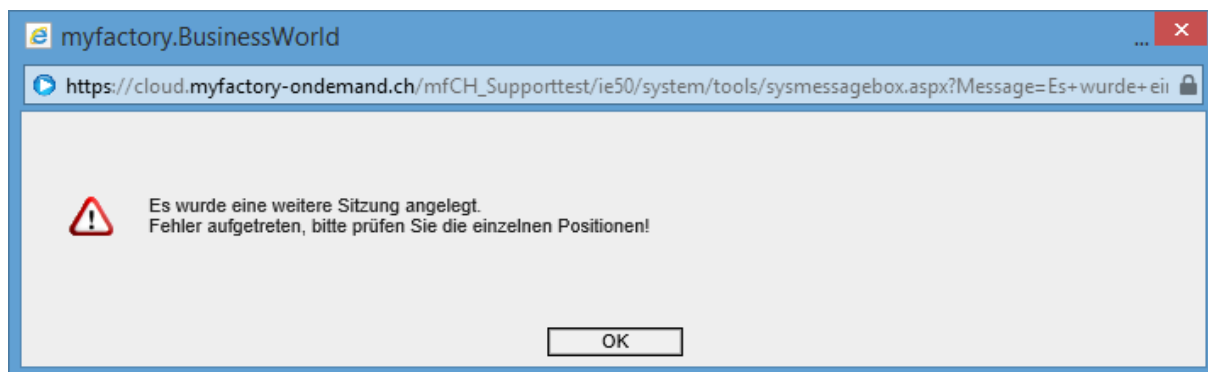 myfactory.BusinessWorld ...
https://cloud.myfactory-ondemand.ch/mfCH_Supporttest/ie50/system/tools/sysmessagebox.aspx?Message=Es+wurde+
Es wurde eine weitere Sitzung angelegt.
Fehler aufgetreten, bitte prüfen Sie die einzelnen Positionen!
OK